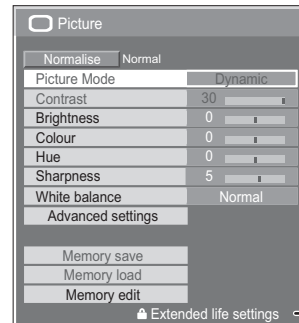 Picture
Normalise Normal
Picture Mode Dynamic
Contrast 30
Brightness 0
Colour 0
Hue 0
Sharpness 5
White balance Normal
Advanced settings
Memory save
Memory load
Memory edit
Extended life settings